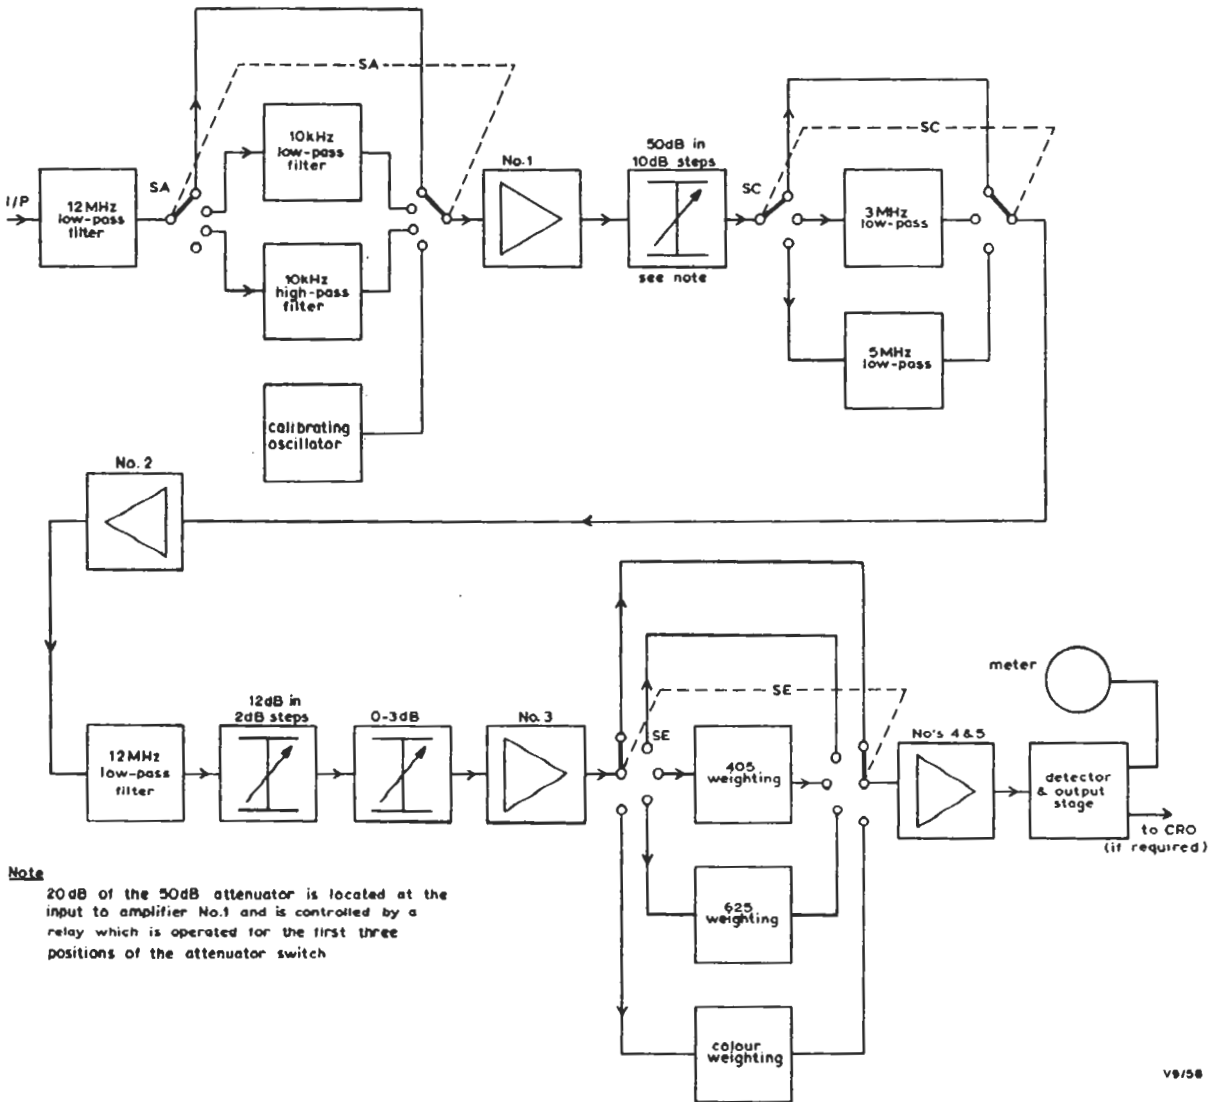 SA
10kHz
low-pass
filter
I/P
12MHz
low-pass
filter
SA
10kHz
high-pass
filter
calibrating
oscillator
No.1
50dB in
10dB steps
see note
SC
SC
3MHz
low-pass
5MHz
low-pass
No. 2
12MHz
low-pass
filter
12dB in
2dB steps
0-3dB
No. 3
SE
SE
405
weighting
625
weighting
colour
weighting
No's 4 & 5
meter
detector
& output
stage
to CRO
(if required)
Note
20dB of the 50dB attenuator is located at the
input to amplifier No.1 and is controlled by a
relay which is operated for the first three
positions of the attenuator switch
V9/58